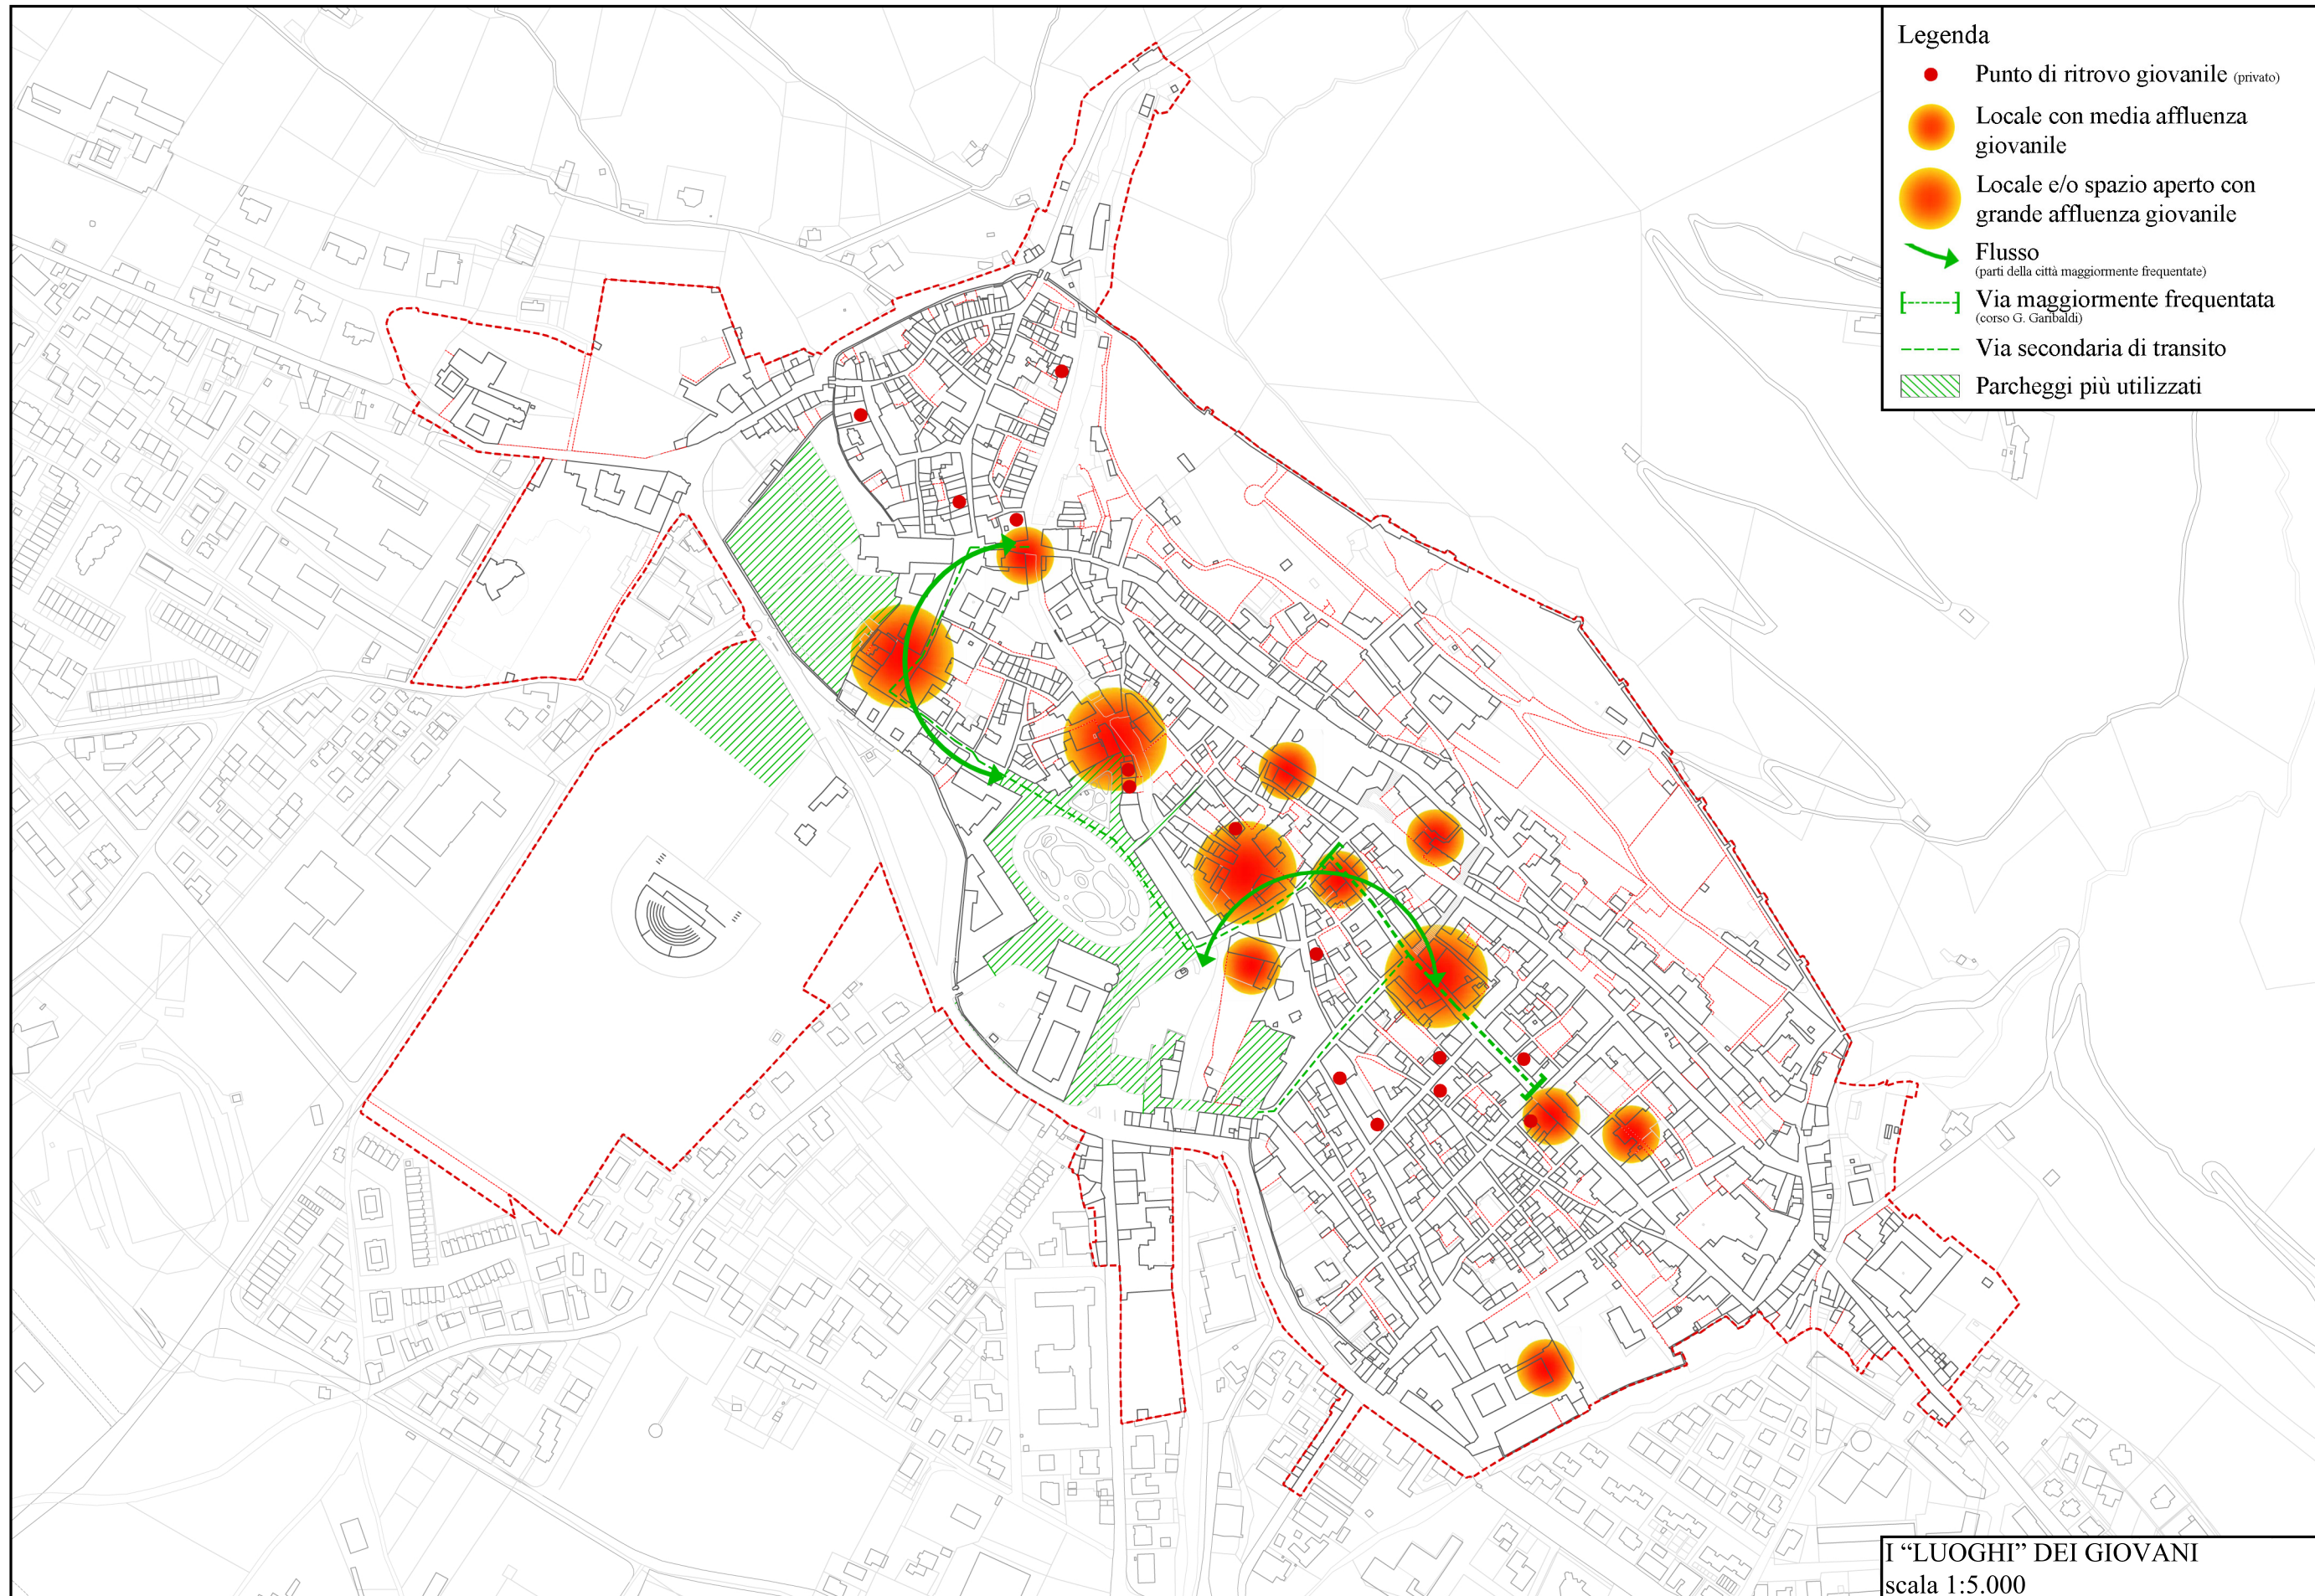 Legenda
Punto di ritrovo giovanile (privato)
Locale con media affluenza
giovanile
Locale e/o spazio aperto con
grande affluenza giovanile
Flusso
(parti della città maggiormente frequentate)
Via maggiormente frequentata
(corso G. Garibaldi)
Via secondaria di transito
Parcheggi più utilizzati
I “LUOGHI” DEI GIOVANI
scala 1:5.000